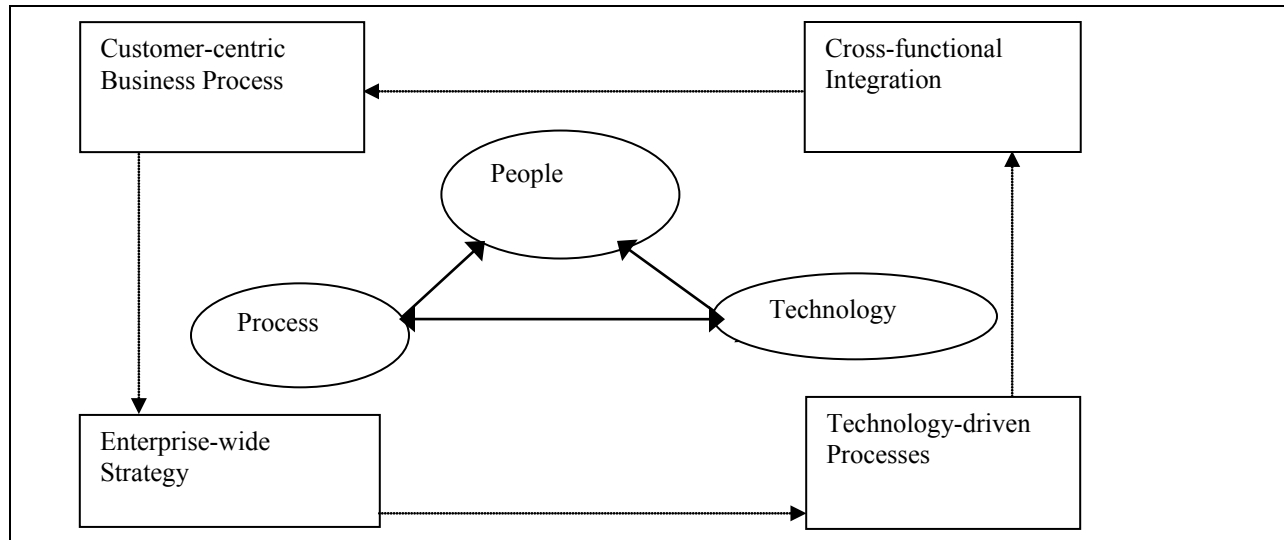 Customer-centric
Business Process
Cross-functional
Integration
People
Process
Technology
Enterprise-wide
Strategy
Technology-driven
Processes